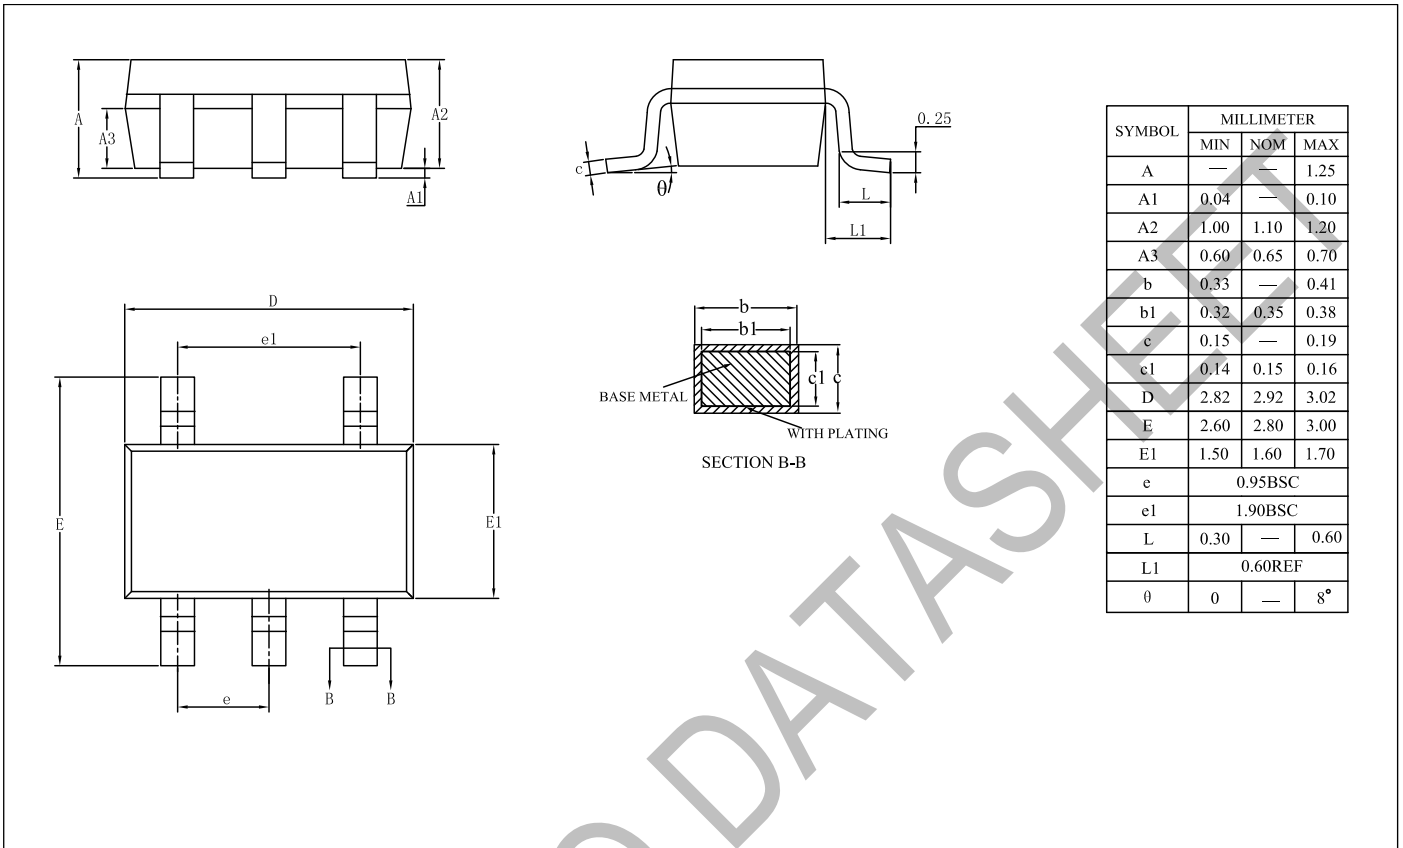 A
A3
A2
A1
c
θ
0.25
L
L1
D
e1
E
E1
e
B
B
b
b1
c1
c
BASE METAL
WITH PLATING
SECTION B-B
SYMBOL MILLIMETER
MIN NOM MAX
A — — 1.25
A1 0.04 — 0.10
A2 1.00 1.10 1.20
A3 0.60 0.65 0.70
b 0.33 — 0.41
b1 0.32 0.35 0.38
c 0.15 — 0.19
c1 0.14 0.15 0.16
D 2.82 2.92 3.02
E 2.60 2.80 3.00
E1 1.50 1.60 1.70
e 0.95BSC
e1 1.90BSC
L 0.30 — 0.60
L1 0.60REF
θ 0 — 8°
DATASHEET